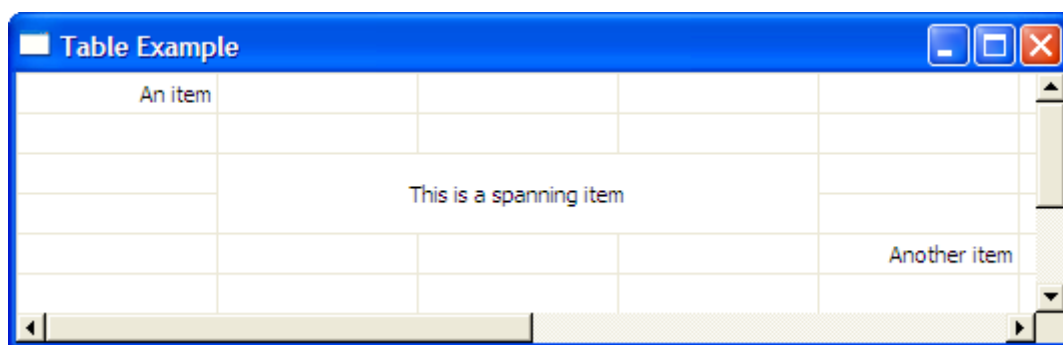 Table Example
An item
This is a spanning item
Another item